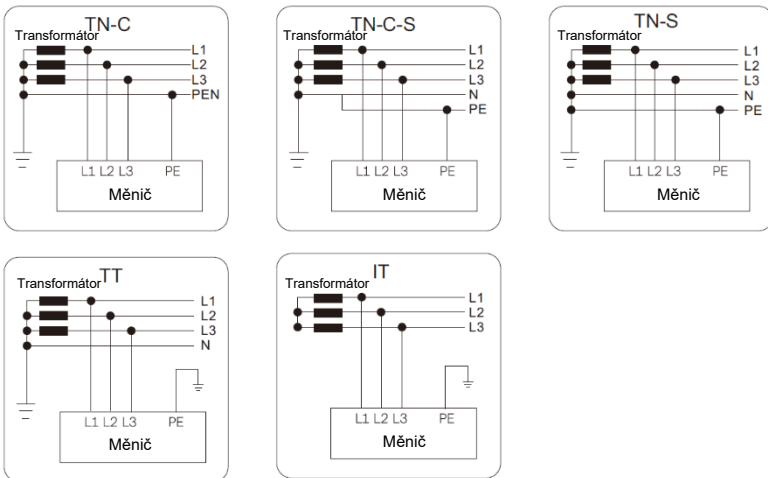 TN-C
Transformátor
L1
L2
L3
PEN
L1 L2 L3 PE
Měnič
TN-C-S
Transformátor
L1
L2
L3
N
PE
L1 L2 L3 PE
Měnič
TN-S
Transformátor
L1
L2
L3
N
PE
L1 L2 L3 PE
Měnič
TT
Transformátor
L1
L2
L3
N
L1 L2 L3 PE
Měnič
IT
Transformátor
L1
L2
L3
L1 L2 L3 PE
Měnič